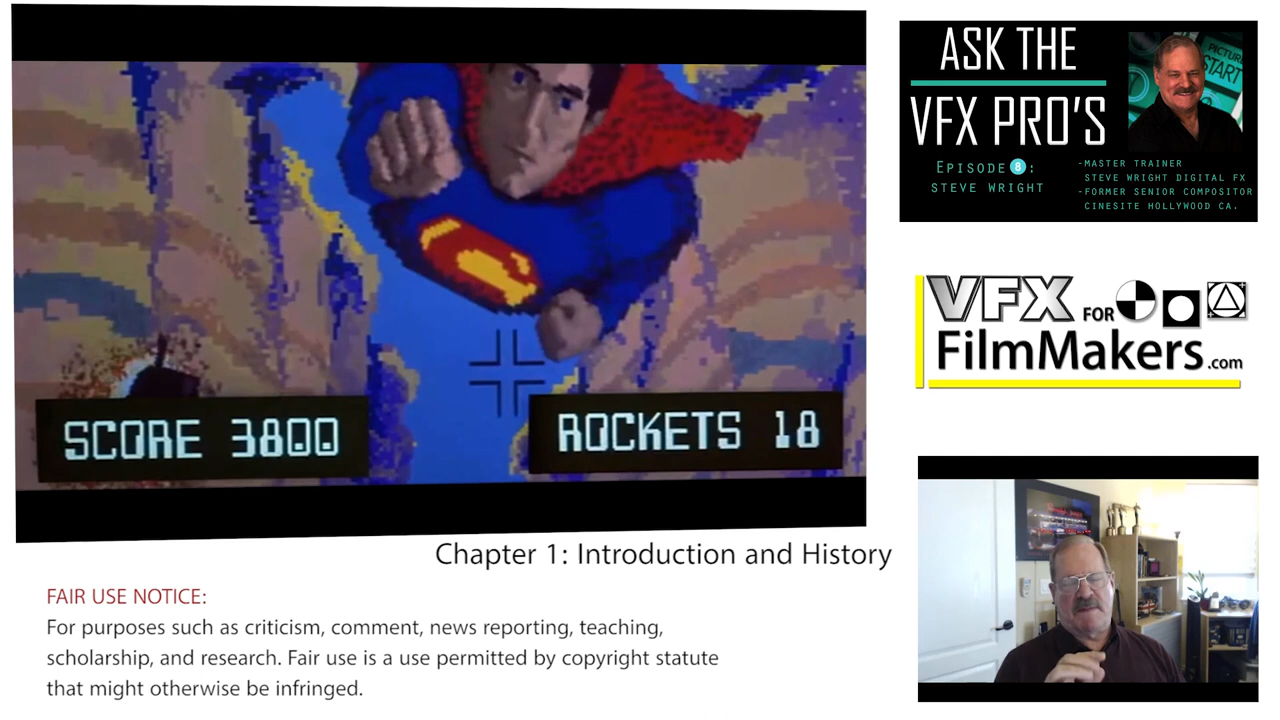 SCORE 3800
ROCKETS 18
Chapter 1: Introduction and History
FAIR USE NOTICE:
For purposes such as criticism, comment, news reporting, teaching,
scholarship, and research. Fair use is a use permitted by copyright statute
that might otherwise be infringed.
ASK THE
VFX PRO'S
EPISODE 8:
STEVE WRIGHT
PICTURE
START
-MASTER TRAINER
STEVE WRIGHT DIGITAL FX
-FORMER SENIOR COMPOSITOR
CINESITE HOLLYWOOD CA.
VFX FOR
FilmMakers.com